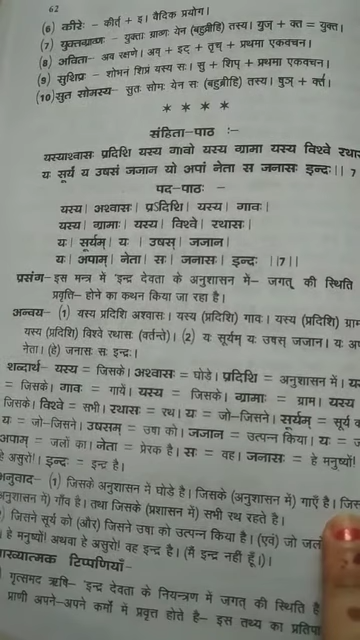 62
(6) कीरेः - कीर्त् + इ। वैदिक प्रयोग।
(7) युक्तग्राव्णः - युक्ताः ग्राव्णः येन (बहुव्रीहि) तस्य। युज् + क्त = युक्त।
(8) अविता – अव रक्षणे। अव् + इट् + तृच् + प्रथमा एकवचन।
(9) सुशिप्रः – शोभनं शिप्रं यस्य सः। सु + शिप् + प्रथमा एकवचन।
(10) सुत सोमस्य- सुतः सोमः येन सः (बहुव्रीहि) तस्य। षुञ् + क्त।
* * * *
संहिता-पाठ :–
यस्याश्वासः प्रदिशि यस्य गावो यस्य ग्रामा यस्य विश्वे रथासः
यः सूर्यं य उषसं जजान यो अपां नेता स जनास इन्द्रः।। 7
पद-पाठः –
यस्य। अश्वासः। प्रऽदिशि। यस्य। गावः।
यस्य। ग्रामाः। यस्य। विश्वे। रथासः।
यः। सूर्यम्। यः । उषसम्। जजान।
यः। अपाम्। नेता। सः। जनासः। इन्द्रः ।।7।।
प्रसंग-इस मन्त्र में 'इन्द्र देवता के अनुशासन में– जगत् की स्थिति
प्रवृत्ति– होने का कथन किया जा रहा है।
अन्वय – (1) यस्य प्रदिशि अश्वासः। यस्य (प्रदिशि) गावः। यस्य (प्रदिशि) ग्राम
यस्य (प्रदिशि) विश्वे रथासः (वर्तन्ते)। (2) यः सूर्यम् यः उषसम् जजान। यः अप
नेता। (हे) जनासः सः इन्द्रः।
शब्दार्थ– यस्य = जिसके। अश्वासः = घोड़े। प्रदिशि = अनुशासन में। यस
= जिसके। गावः = गायें। यस्य = जिसके। ग्रामाः = ग्राम। यस्य
जिसके। विश्वे = सभी। रथासः = रथ। यः = जो–जिसने। सूर्यम् = सूर्य क
यः = जो–जिसने। उषसम् = उषा को। जजान = उत्पन्न किया। यः = ज
अपाम् = जलों का। नेता = प्रेरक है। सः = वह। जनासः = हे मनुष्यों!
हे असुरो!। इन्द्रः = इन्द्र है।
अनुवाद– (1) जिसके अनुशासन में घोड़े है। जिसके (अनुशासन में) गाएँ है। जिस
अनुशासन में) गाँव है। तथा जिसके (प्रशासन में) सभी रथ रहते है।
) जिसने सूर्य को (और) जिसने उषा को उत्पन्न किया है। (एवं) जो जलों
। हे मनुष्यों! अथवा हे असुरो! वह इन्द्र है। (मैं इन्द्र नहीं हूँ।)।
ाख्यात्मक टिप्पणियाँ–
गृत्समद ऋषि– 'इन्द्र देवता के नियन्त्रण में जगत् की स्थिति है
प्राणी अपने–अपने कर्मों में प्रवृत्त होते है– इस तथ्य का प्रतिपा